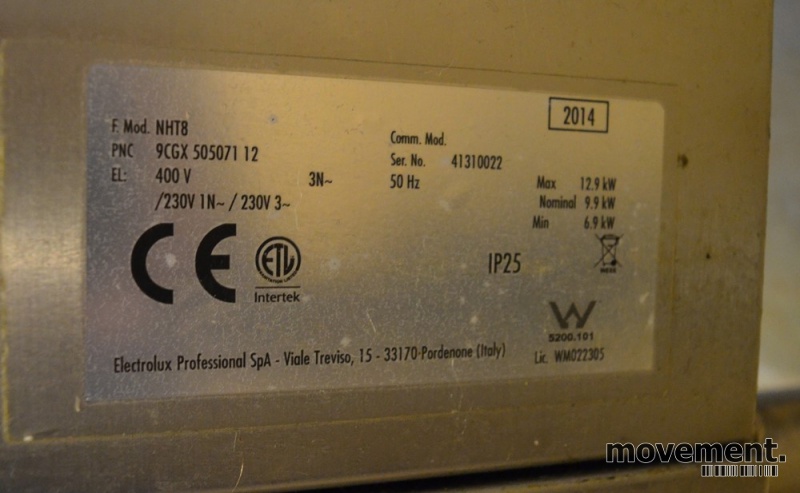 2014
F. Mod. NHT8
Comm. Mod.
PNC 9CGX 505071 12
Ser. No. 41310022
EL: 400 V 3N~ 50 Hz
/230V 1N~ / 230V 3~
Max 12.9 kW
Nominal 9.9 kW
Min 6.9 kW
CE
ETL
Intertek
IP25
W
5200.101
Electrolux Professional SpA - Viale Treviso, 15 - 33170 Pordenone (Italy)
Lic. WM022305
movement.